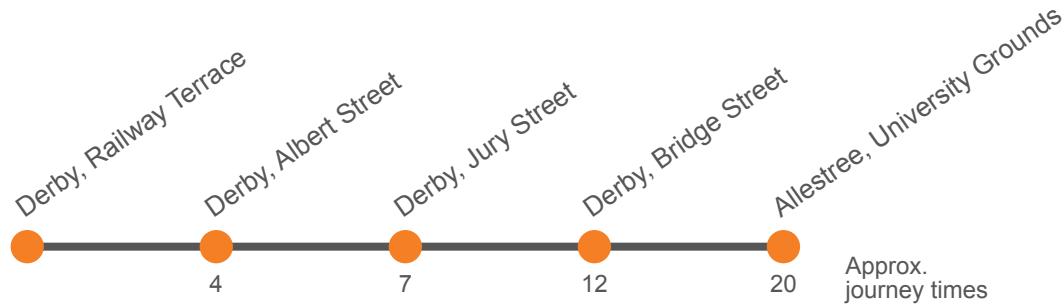 Derby, Railway Terrace
Derby, Albert Street
Derby, Jury Street
Derby, Bridge Street
Allestree, University Grounds
4
7
12
20
Approx.
journey times